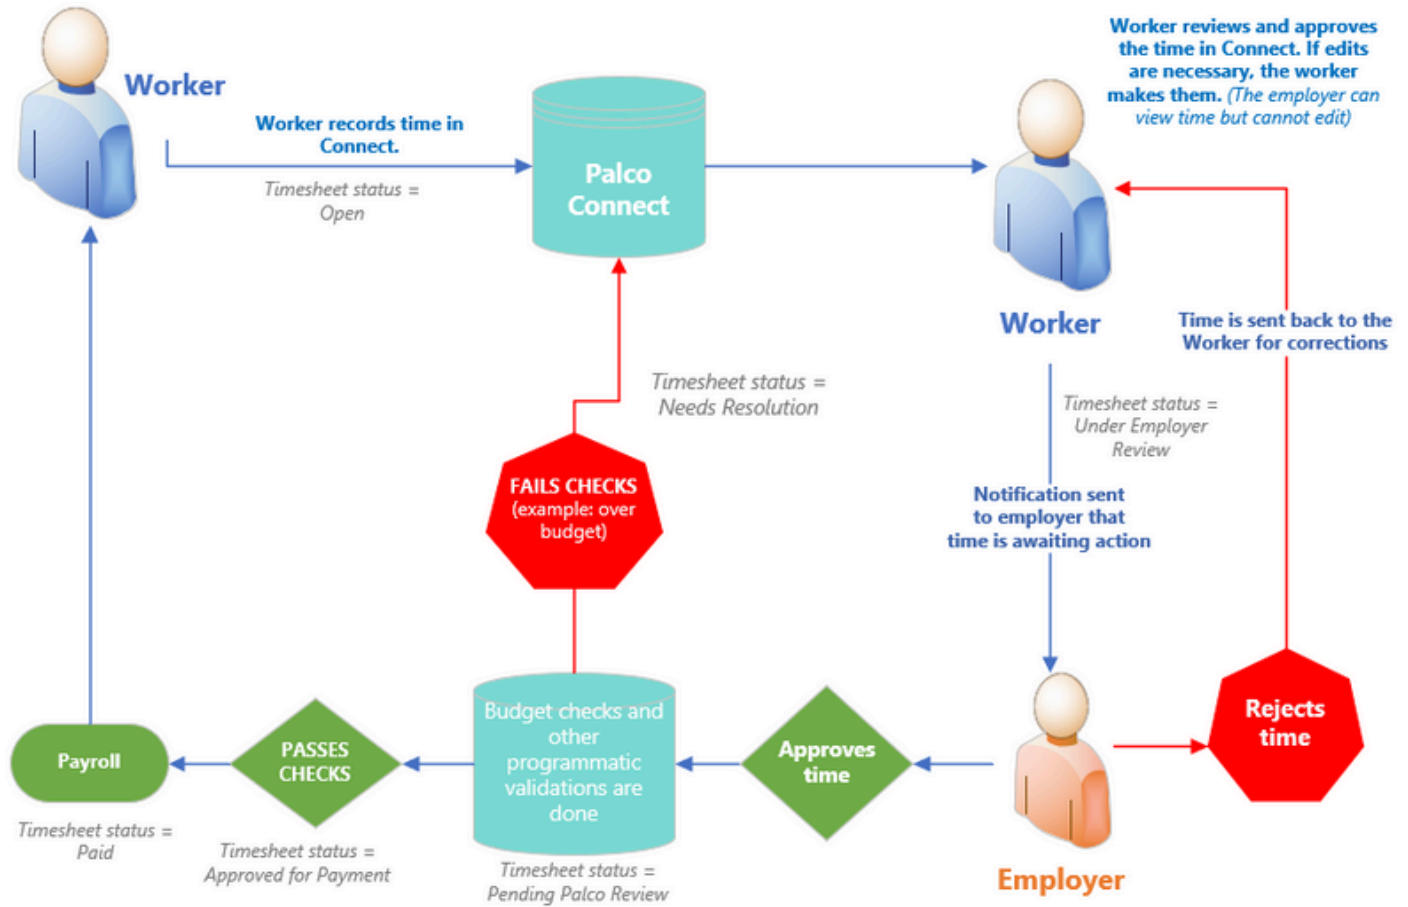 Worker
Worker records time in
Connect.
Timesheet status =
Open
Palco
Connect
Worker reviews and approves
the time in Connect. If edits
are necessary, the worker
makes them. (The employer can
view time but cannot edit)
Worker
Time is sent back to the
Worker for corrections
Timesheet status =
Under Employer
Review
Notification sent
to employer that
time is awaiting action
Timesheet status =
Needs Resolution
FAILS CHECKS
(example: over
budget)
Rejects
time
Employer
Approves
time
Budget checks and
other
programmatic
validations are
done
Timesheet status =
Pending Palco Review
PASSES
CHECKS
Timesheet status =
Approved for Payment
Payroll
Timesheet status =
Paid